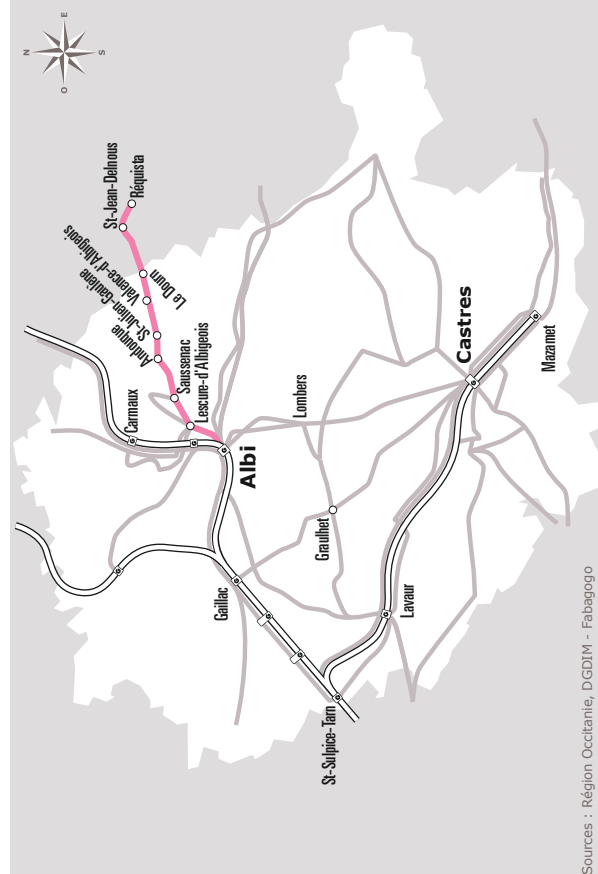 N
E
S
O
St-Jean-Delnous
Réquista
Valence-d'Albigeois
Le Dourn
St-Julien-Gaulène
Andouque
Saussenac
Lescure-d'Albigeois
Carmaux
Albi
Lombers
Castres
Mazamet
Graulhet
Gaillac
Lavaur
St-Sulpice-Tarn
Sources : Région Occitanie, DGDIM - Fabagogo